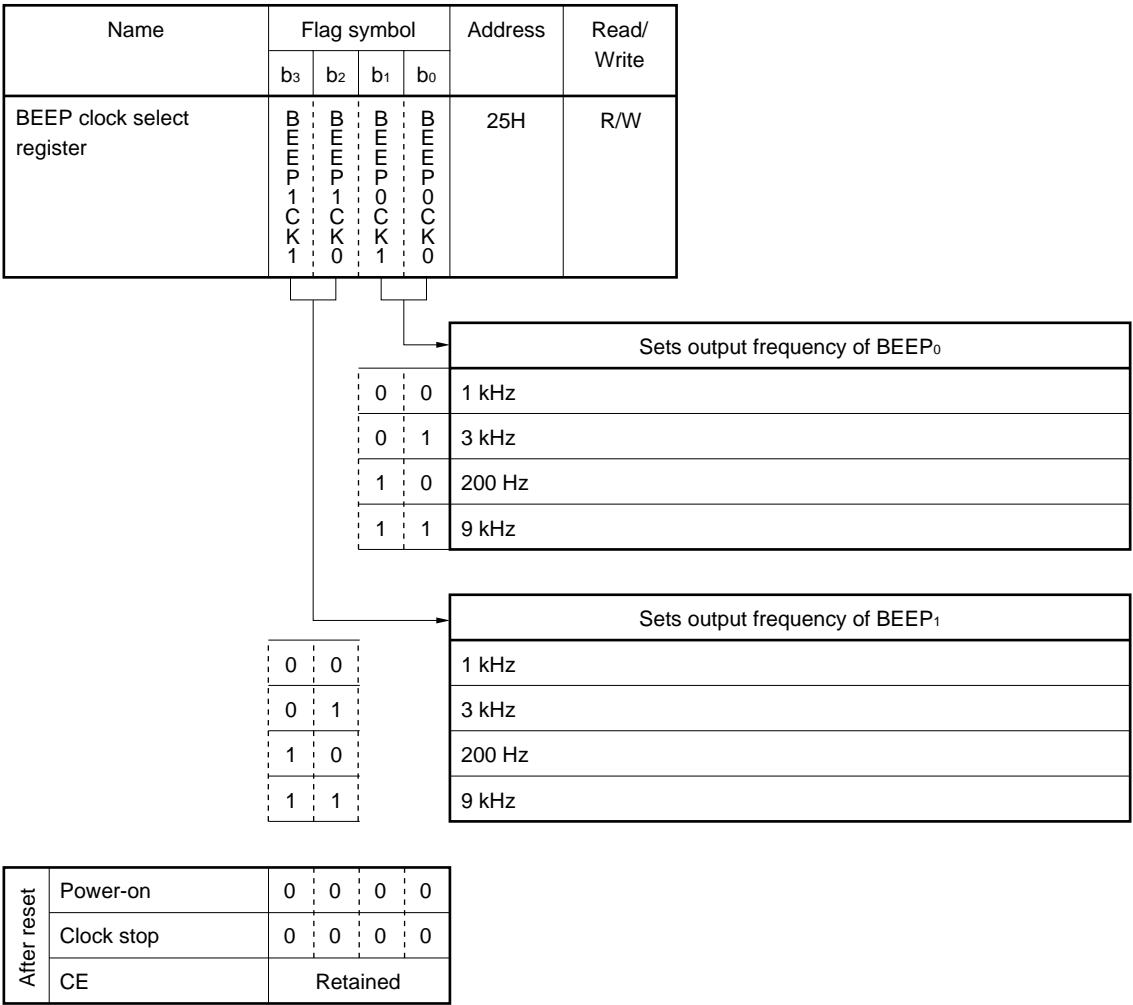 Name Flag symbol Address Read/
Write
b3 b2 b1 b0
BEEP clock select
register
BEEP1CK1 BEEP1CK0 BEEP0CK1 BEEP0CK0 25H R/W
Sets output frequency of BEEP0
0 0 1 kHz
0 1 3 kHz
1 0 200 Hz
1 1 9 kHz
Sets output frequency of BEEP1
0 0 1 kHz
0 1 3 kHz
1 0 200 Hz
1 1 9 kHz
After reset
Power-on 0 0 0 0
Clock stop 0 0 0 0
CE Retained